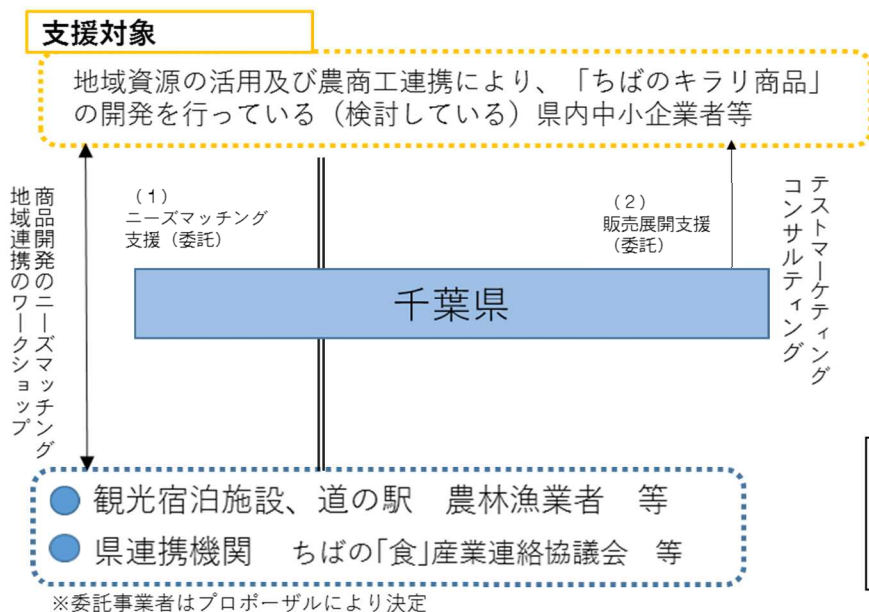 支援対象
地域資源の活用及び農商工連携により、「ちばのキラリ商品」
の開発を行っている（検討している）県内中小企業者等
商品開発のニーズマッチング
地域連携のワークショップ
（１）
ニーズマッチング
支援（委託）
（２）
販売展開支援
（委託）
テストマーケティング
コンサルティング
千葉県
観光宿泊施設、道の駅　農林漁業者　等
県連携機関　ちばの「食」産業連絡協議会　等
※委託事業者はプロポーザルにより決定